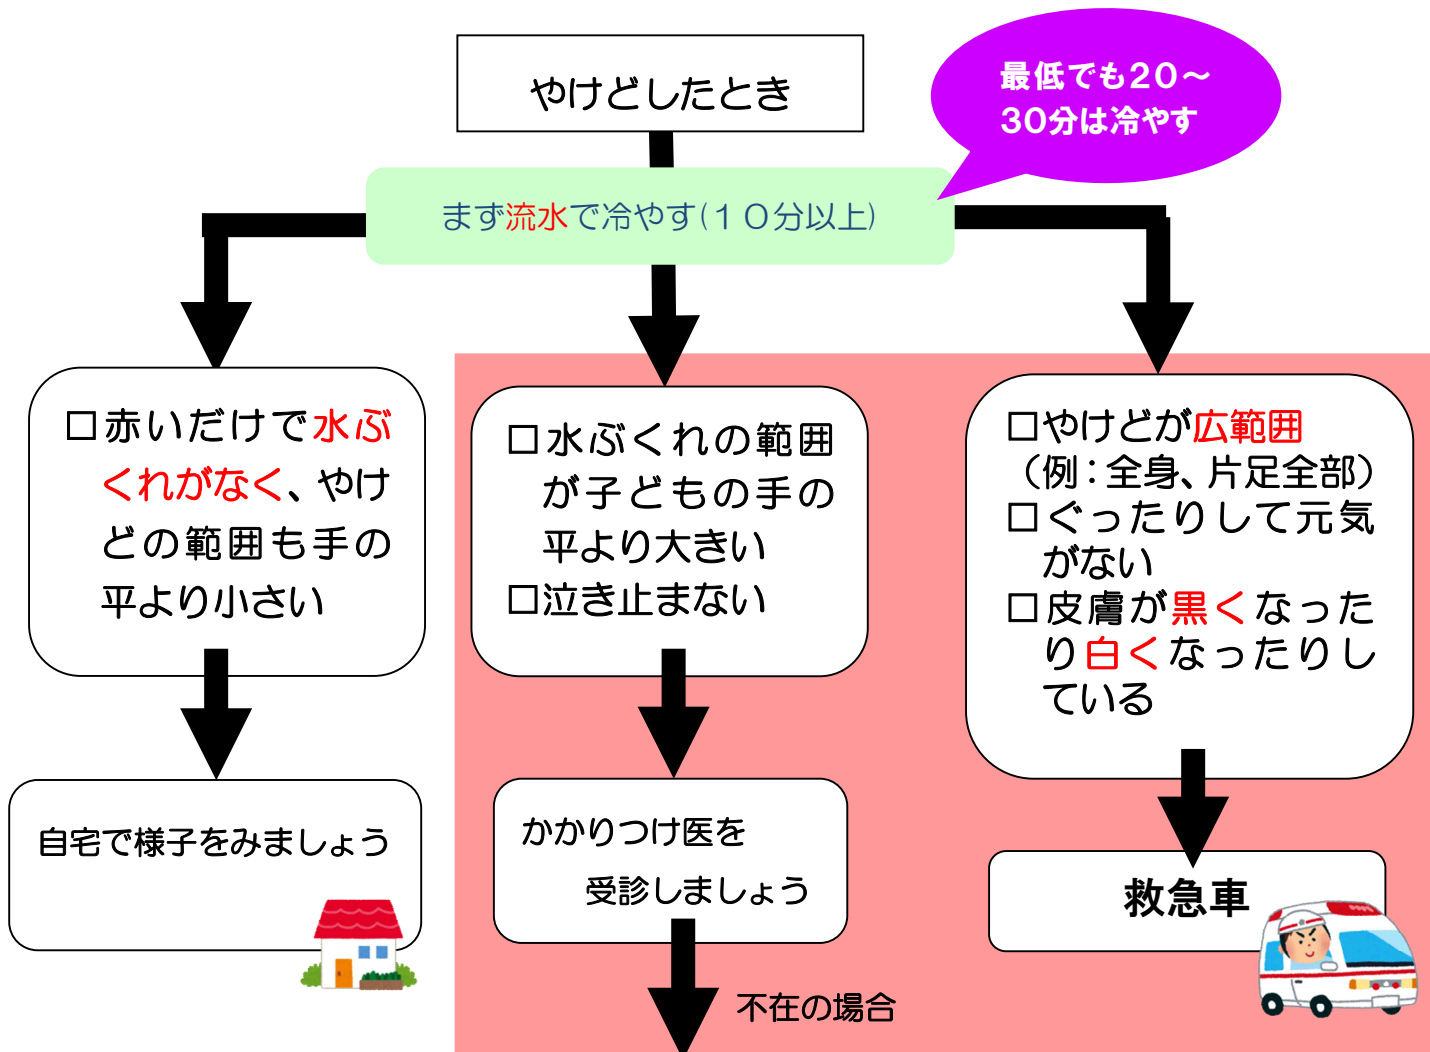 やけどしたとき
最低でも20～
30分は冷やす
まず流水で冷やす(１０分以上)
□赤いだけで水ぶ
くれがなく、やけ
どの範囲も手の
平より小さい
□水ぶくれの範囲
が子どもの手の
平より大きい
□泣き止まない
□やけどが広範囲
（例：全身、片足全部）
□ぐったりして元気
がない
□皮膚が黒くなった
り白くなったりし
ている
自宅で様子をみましょう
かかりつけ医を
受診しましょう
救急車
不在の場合